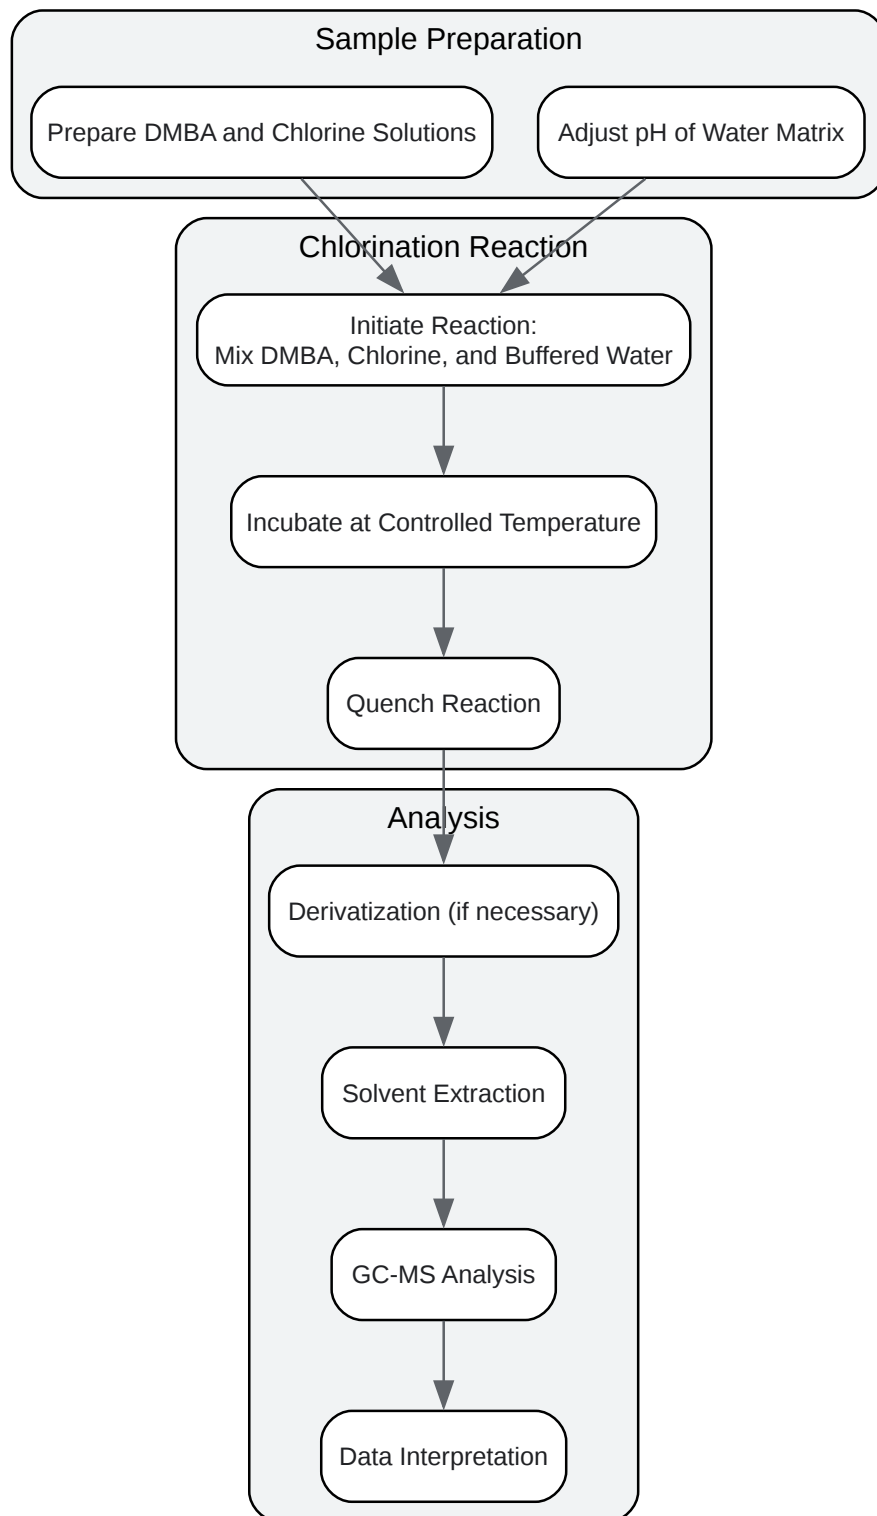 Sample Preparation
Prepare DMBA and Chlorine Solutions
Adjust pH of Water Matrix
Chlorination Reaction
Initiate Reaction:
Mix DMBA, Chlorine, and Buffered Water
Incubate at Controlled Temperature
Quench Reaction
Analysis
Derivatization (if necessary)
Solvent Extraction
GC-MS Analysis
Data Interpretation